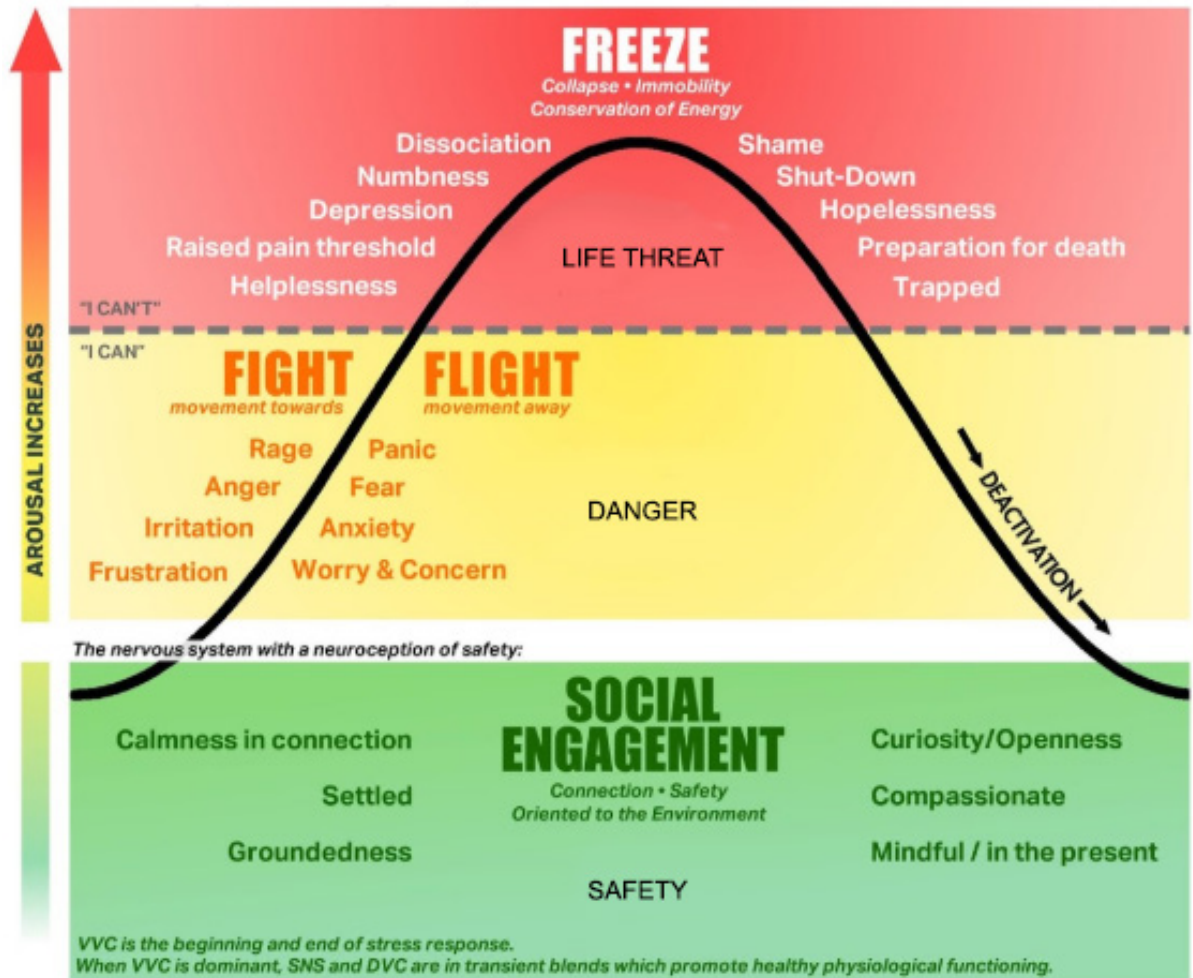 FREEZE
Collapse • Immobility
Conservation of Energy
Dissociation
Numbness
Depression
Raised pain threshold
Helplessness
Shame
Shut-Down
Hopelessness
Preparation for death
Trapped
LIFE THREAT
"I CAN'T"
"I CAN"
AROUSAL INCREASES
FIGHT
movement towards
FLIGHT
movement away
Rage
Anger
Irritation
Frustration
Panic
Fear
Anxiety
Worry & Concern
DANGER
DEACTIVATION
The nervous system with a neuroception of safety:
SOCIAL
ENGAGEMENT
Connection • Safety
Oriented to the Environment
Calmness in connection
Settled
Groundedness
Curiosity/Openness
Compassionate
Mindful / in the present
SAFETY
VVC is the beginning and end of stress response.
When VVC is dominant, SNS and DVC are in transient blends which promote healthy physiological functioning.